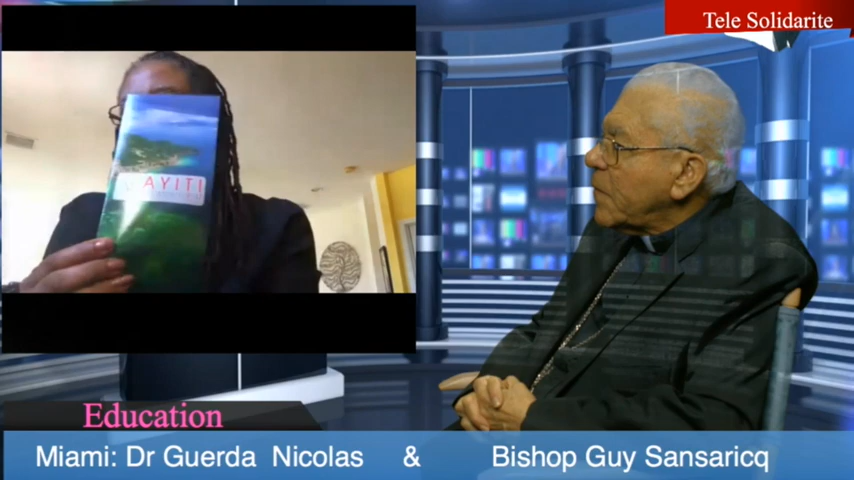 Tele Solidarite
AYITI
Education
Miami: Dr Guerda Nicolas & Bishop Guy Sansaricq